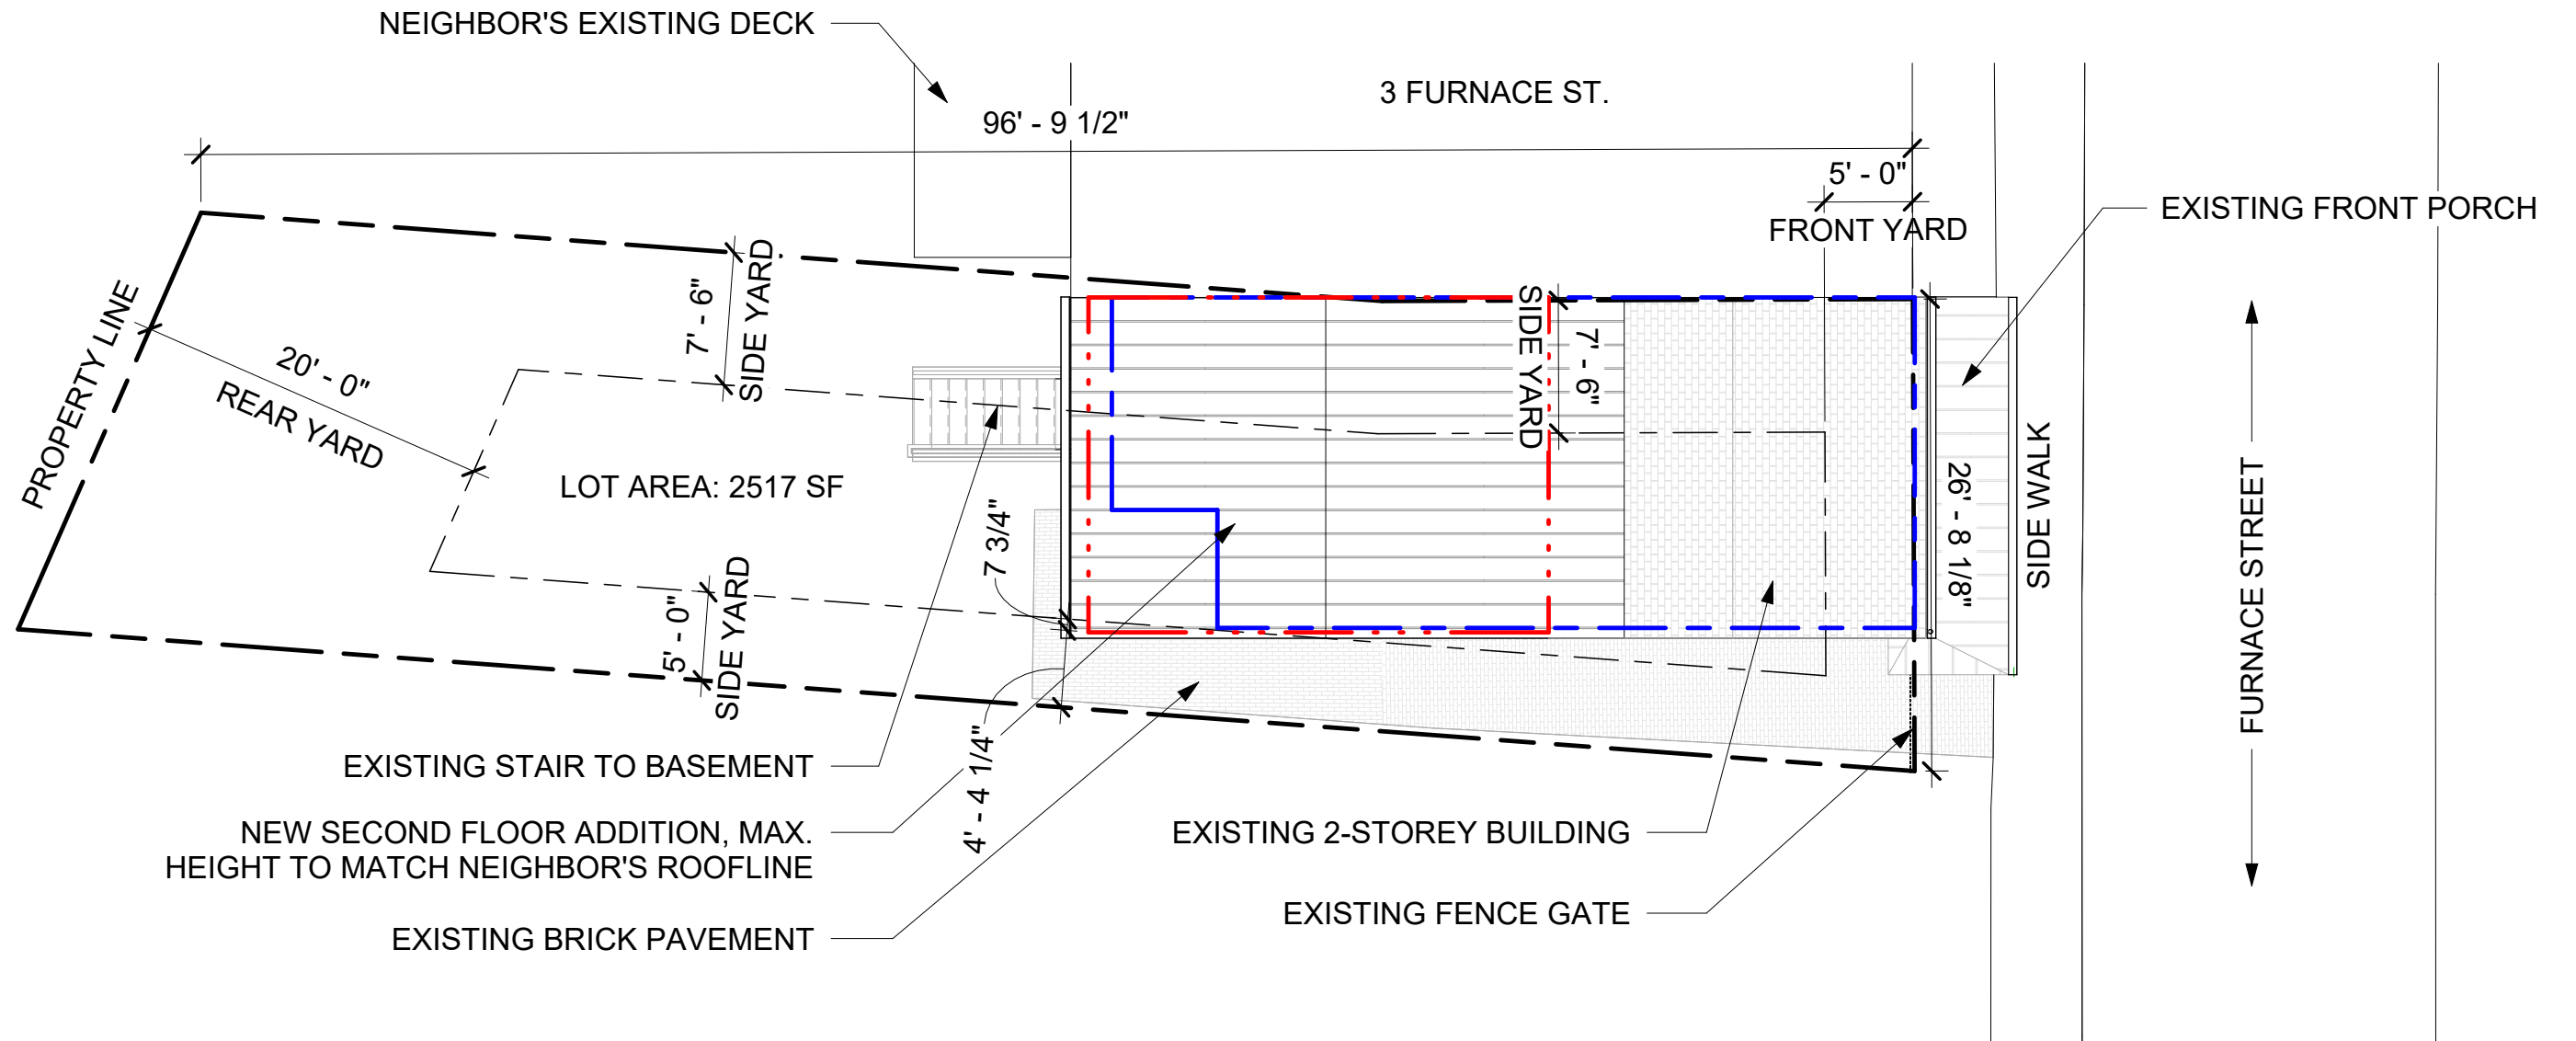 NEIGHBOR'S EXISTING DECK
3 FURNACE ST.
96' - 9 1/2"
5' - 0"
FRONT YARD
EXISTING FRONT PORCH
PROPERTY LINE
20' - 0"
REAR YARD
7' - 6"
SIDE YARD
SIDE YARD
7' - 6"
LOT AREA: 2517 SF
7 3/4"
26' - 8 1/8"
SIDE WALK
FURNACE STREET
5' - 0"
SIDE YARD
4' - 4 1/4"
EXISTING STAIR TO BASEMENT
NEW SECOND FLOOR ADDITION, MAX.
HEIGHT TO MATCH NEIGHBOR'S ROOFLINE
EXISTING BRICK PAVEMENT
EXISTING 2-STOREY BUILDING
EXISTING FENCE GATE